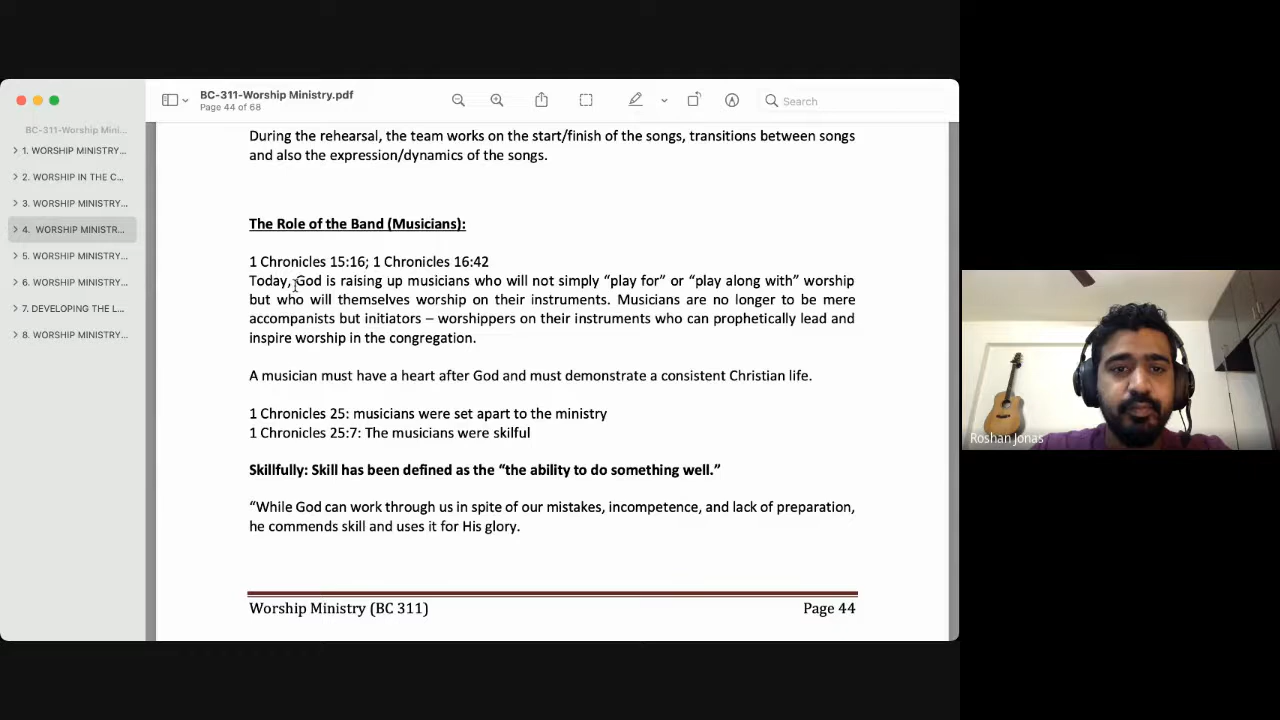 BC-311-Worship Ministry.pdf
Page 44 of 68
Search
BC-311-Worship Mini...
1. WORSHIP MINISTRY...
2. WORSHIP IN THE C...
3. WORSHIP MINISTRY...
4. WORSHIP MINISTR...
5. WORSHIP MINISTRY...
6. WORSHIP MINISTRY...
7. DEVELOPING THE L...
8. WORSHIP MINISTRY...
During the rehearsal, the team works on the start/finish of the songs, transitions between songs
and also the expression/dynamics of the songs.
The Role of the Band (Musicians):
1 Chronicles 15:16; 1 Chronicles 16:42
Today, God is raising up musicians who will not simply “play for” or “play along with” worship
but who will themselves worship on their instruments. Musicians are no longer to be mere
accompanists but initiators – worshippers on their instruments who can prophetically lead and
inspire worship in the congregation.
A musician must have a heart after God and must demonstrate a consistent Christian life.
1 Chronicles 25: musicians were set apart to the ministry
1 Chronicles 25:7: The musicians were skilful
Skillfully: Skill has been defined as the “the ability to do something well.”
“While God can work through us in spite of our mistakes, incompetence, and lack of preparation,
he commends skill and uses it for His glory.
Worship Ministry (BC 311)
Page 44
Roshan Jonas